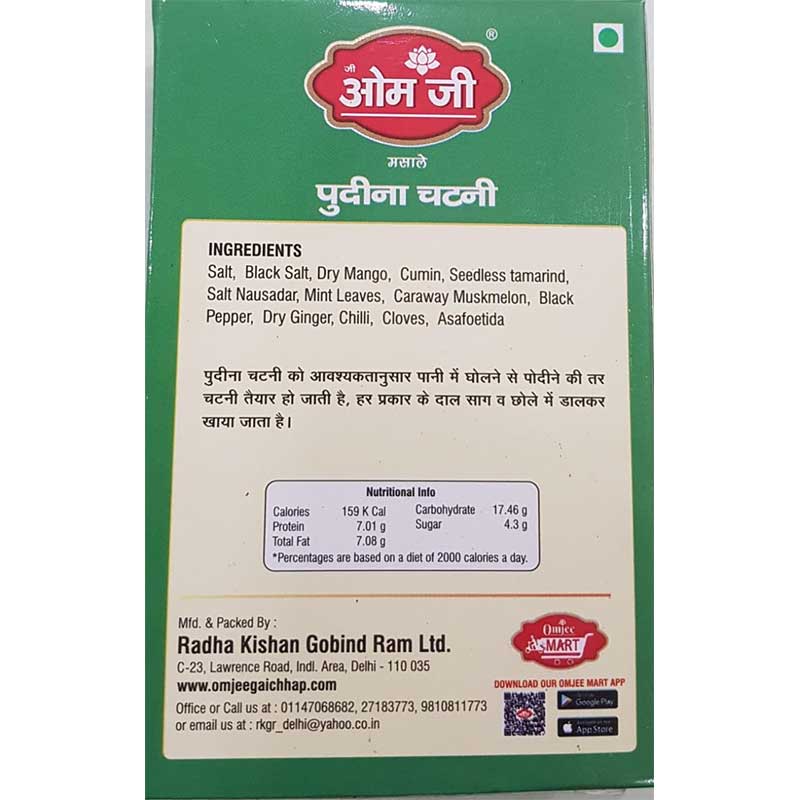 ®
जी
ओम जी
मसाले
पुदीना चटनी
INGREDIENTS
Salt, Black Salt, Dry Mango, Cumin, Seedless tamarind,
Salt Nausadar, Mint Leaves, Caraway Muskmelon, Black
Pepper, Dry Ginger, Chilli, Cloves, Asafoetida
पुदीना चटनी को आवश्यकतानुसार पानी में घोलने से पोदीने की तर
चटनी तैयार हो जाती है, हर प्रकार के दाल साग व छोले में डालकर
खाया जाता है।
Nutritional Info
Calories 159 K Cal Carbohydrate 17.46 g
Protein 7.01 g Sugar 4.3 g
Total Fat 7.08 g
*Percentages are based on a diet of 2000 calories a day.
Mfd. & Packed By :
Radha Kishan Gobind Ram Ltd.
C-23, Lawrence Road, Indl. Area, Delhi - 110 035
www.omjeegaichhap.com
Office or Call us at : 01147068682, 27183773, 9810811773
or email us at : rkgr_delhi@yahoo.co.in
Omjee
MART
DOWNLOAD OUR OMJEE MART APP
Google Play
App Store